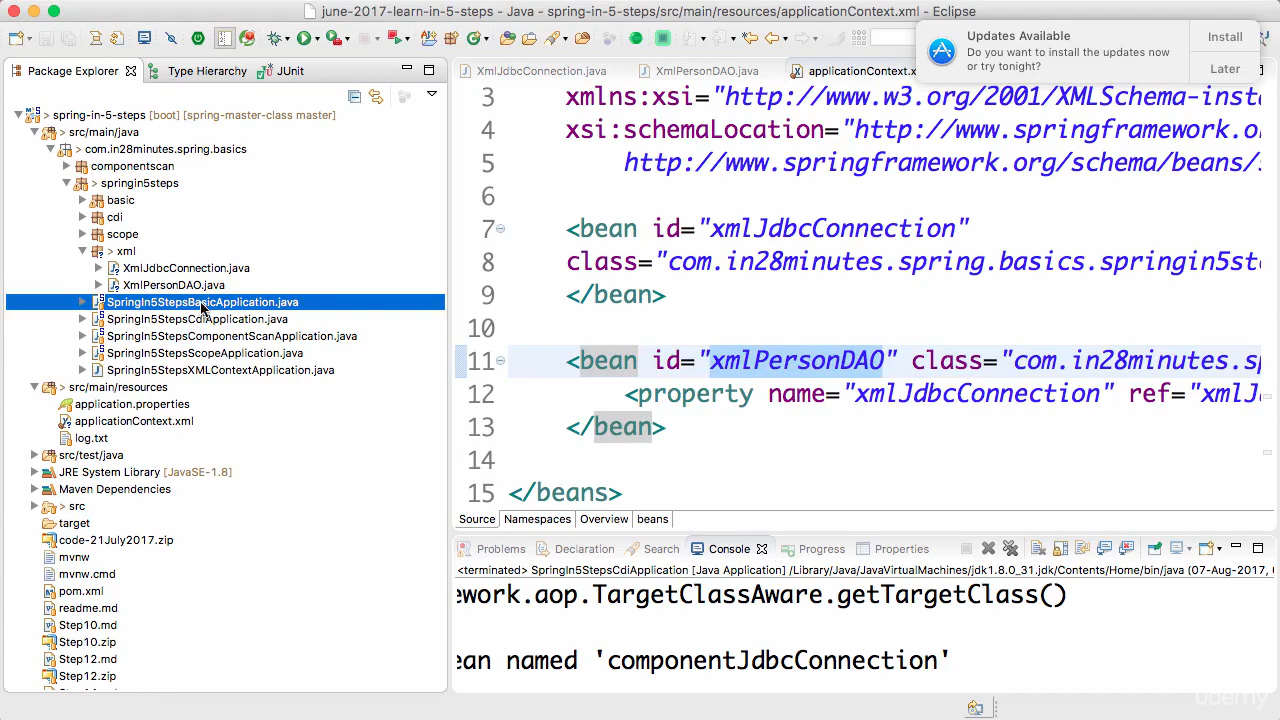 june-2017-learn-in-5-steps - Java - spring-in-5-steps/src/main/resources/applicationContext.xml - Eclipse
Updates Available
Do you want to install the updates now
or try tonight?
Install
Later
Package Explorer
Type Hierarchy
JUnit
XmlJdbcConnection.java
XmlPersonDAO.java
applicationContext.x
> spring-in-5-steps [boot] [spring-master-class master]
> src/main/java
> com.in28minutes.spring.basics
componentscan
> springin5steps
basic
cdi
scope
> xml
XmlJdbcConnection.java
XmlPersonDAO.java
SpringIn5StepsBasicApplication.java
SpringIn5StepsCdiApplication.java
SpringIn5StepsComponentScanApplication.java
SpringIn5StepsScopeApplication.java
SpringIn5StepsXMLContextApplication.java
> src/main/resources
application.properties
applicationContext.xml
log.txt
src/test/java
JRE System Library [JavaSE-1.8]
Maven Dependencies
> src
target
code-21July2017.zip
mvnw
mvnw.cmd
pom.xml
readme.md
Step10.md
Step10.zip
Step12.md
Step12.zip
3 xmlns:xsi="http://www.w3.org/2001/XMLSchema-inst
4 xsi:schemaLocation="http://www.springframework.o
5 http://www.springframework.org/schema/beans/
6
7 <bean id="xmlJdbcConnection"
8 class="com.in28minutes.spring.basics.springin5st
9 </bean>
10
11 <bean id="xmlPersonDAO" class="com.in28minutes.s
12 <property name="xmlJdbcConnection" ref="xmlJ
13 </bean>
14
15 </beans>
Source Namespaces Overview beans
Problems Declaration Search Console Progress Properties
<terminated> SpringIn5StepsCdiApplication [Java Application] /Library/Java/JavaVirtualMachines/jdk1.8.0_31.jdk/Contents/Home/bin/java (07-Aug-2017, 6
ework.aop.TargetClassAware.getTargetClass()
ean named 'componentJdbcConnection'
udemy